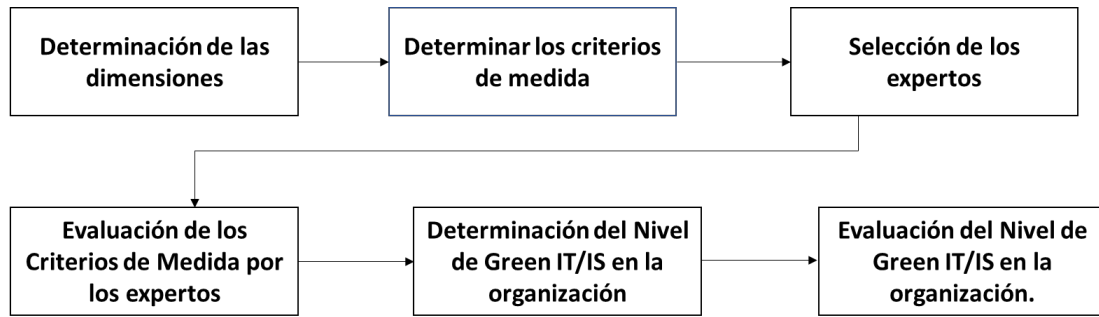 Determinación de las
dimensiones
Determinar los criterios
de medida
Selección de los
expertos
Evaluación de los
Criterios de Medida por
los expertos
Determinación del Nivel
de Green IT/IS en la
organización
Evaluación del Nivel de
Green IT/IS en la
organización.